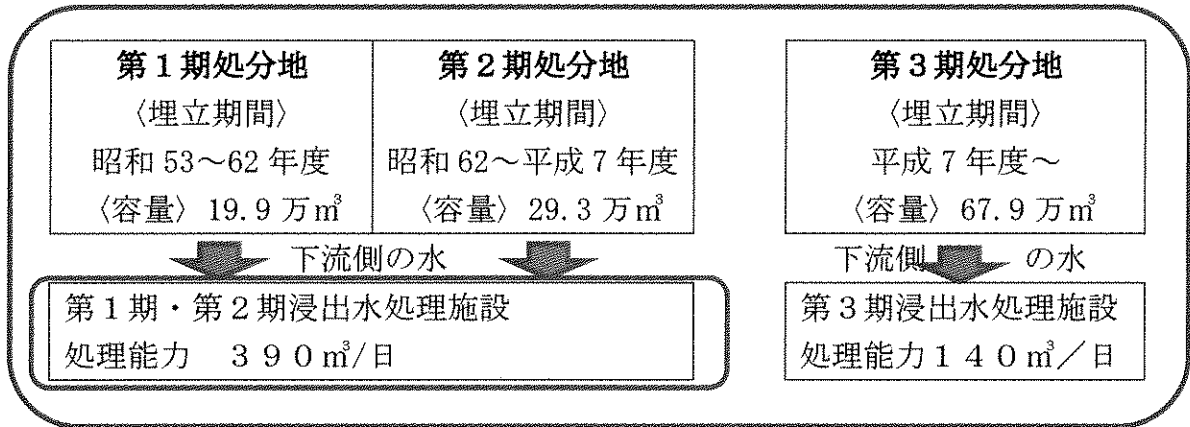 第1期処分地
〈埋立期間〉
昭和 53～62 年度
〈容量〉19.9 万㎥
第2期処分地
〈埋立期間〉
昭和 62～平成 7 年度
〈容量〉29.3 万㎥
第3期処分地
〈埋立期間〉
平成 7 年度～
〈容量〉67.9 万㎥
下流側の水
下流側 の水
第1期・第2期浸出水処理施設
処理能力　３９０㎥/日
第3期浸出水処理施設
処理能力１４０㎥／日